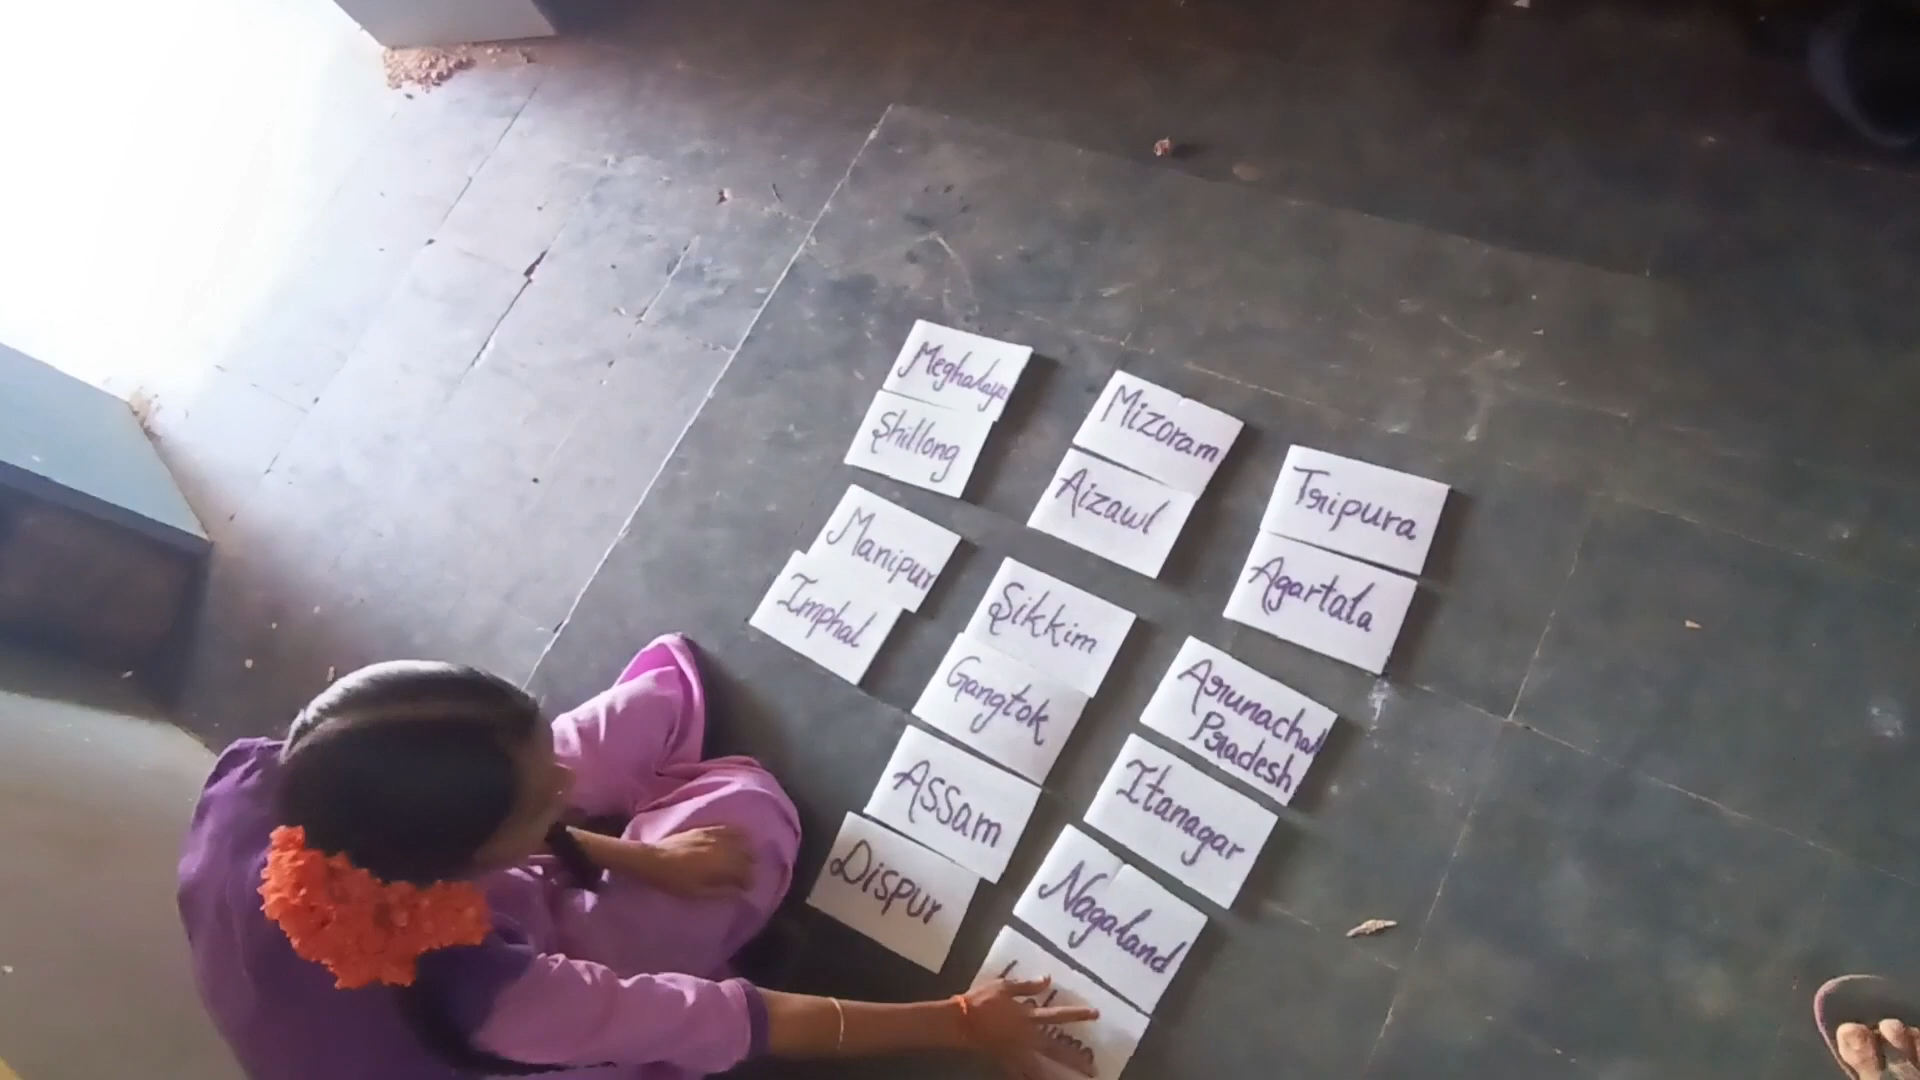 Meghalaya
Shillong
Mizoram
Aizawl
Tripura
Agartala
Manipur
Imphal
Sikkim
Gangtok
Arunachal
Pradesh
Itanagar
Assam
Dispur
Nagaland